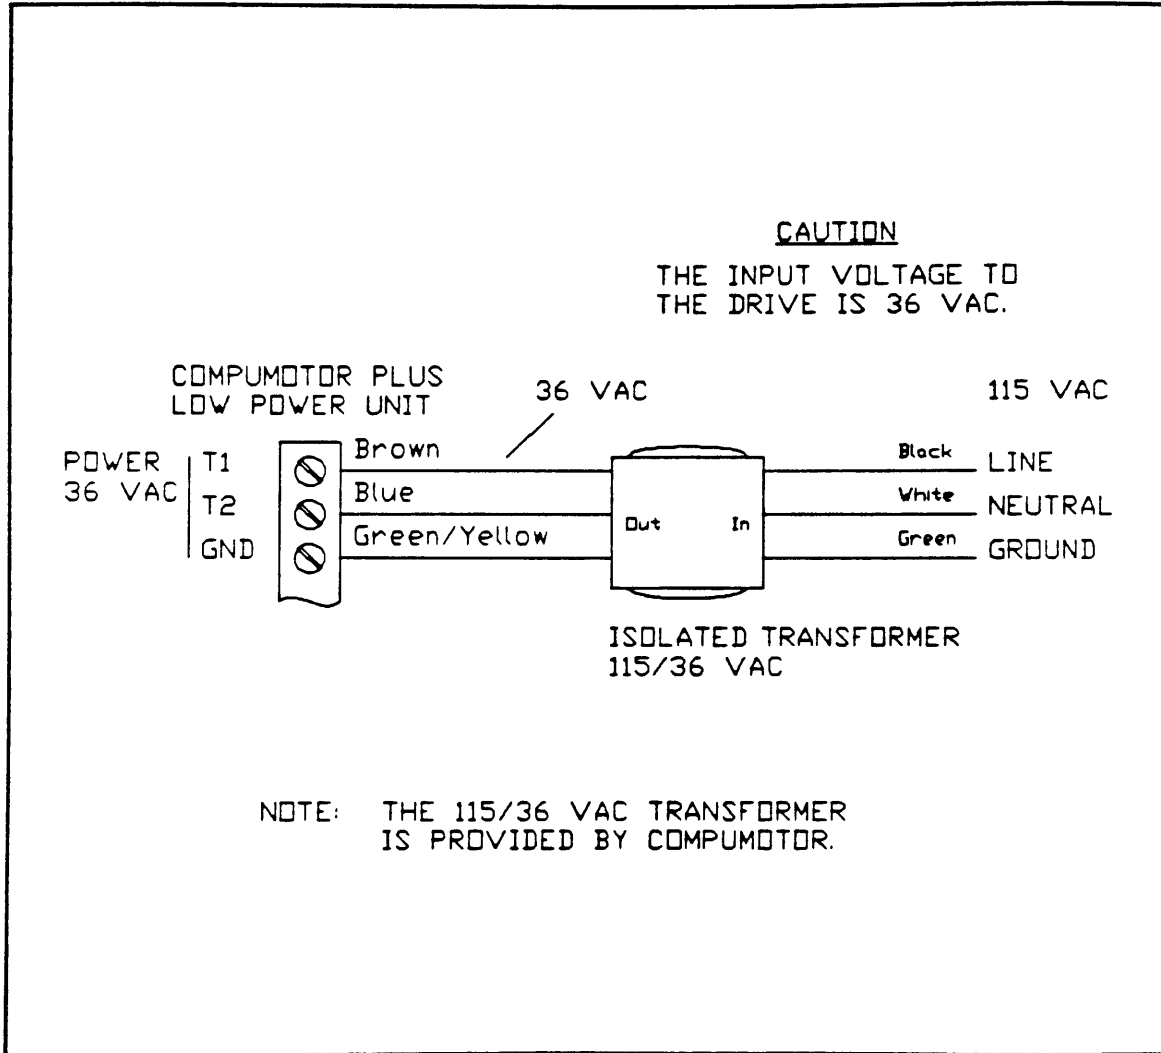 CAUTION
THE INPUT VOLTAGE TO
THE DRIVE IS 36 VAC.
COMPUMOTOR PLUS
LOW POWER UNIT
36 VAC
115 VAC
POWER
36 VAC
T1
T2
GND
Brown
Blue
Green/Yellow
Out
In
Black
White
Green
LINE
NEUTRAL
GROUND
ISOLATED TRANSFORMER
115/36 VAC
NOTE: THE 115/36 VAC TRANSFORMER
IS PROVIDED BY COMPUMOTOR.